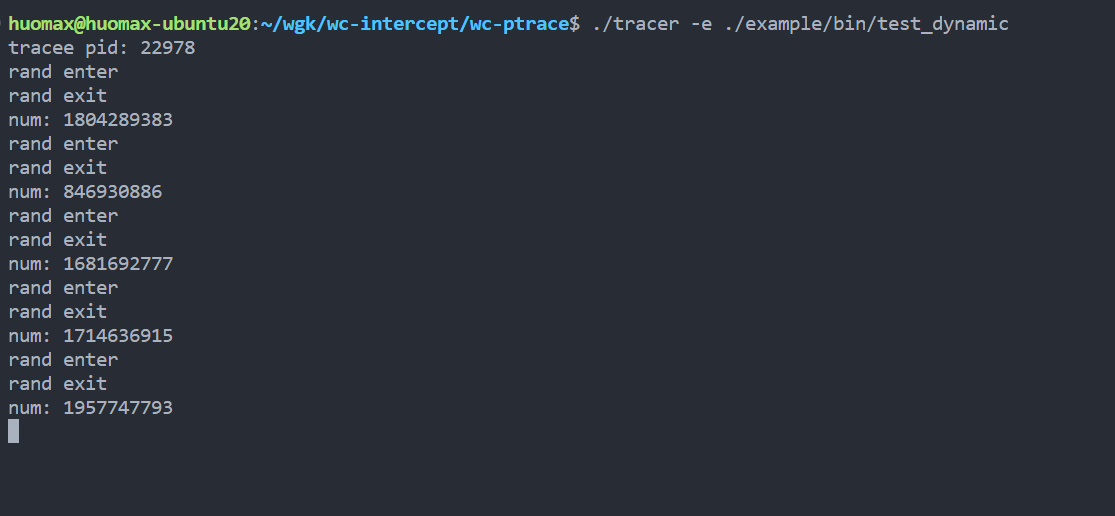 huomax@huomax-ubuntu20:~/wgk/wc-intercept/wc-ptrace$ ./tracer -e ./example/bin/test_dynamic
tracee pid: 22978
rand enter
rand exit
num: 1804289383
rand enter
rand exit
num: 846930886
rand enter
rand exit
num: 1681692777
rand enter
rand exit
num: 1714636915
rand enter
rand exit
num: 1957747793